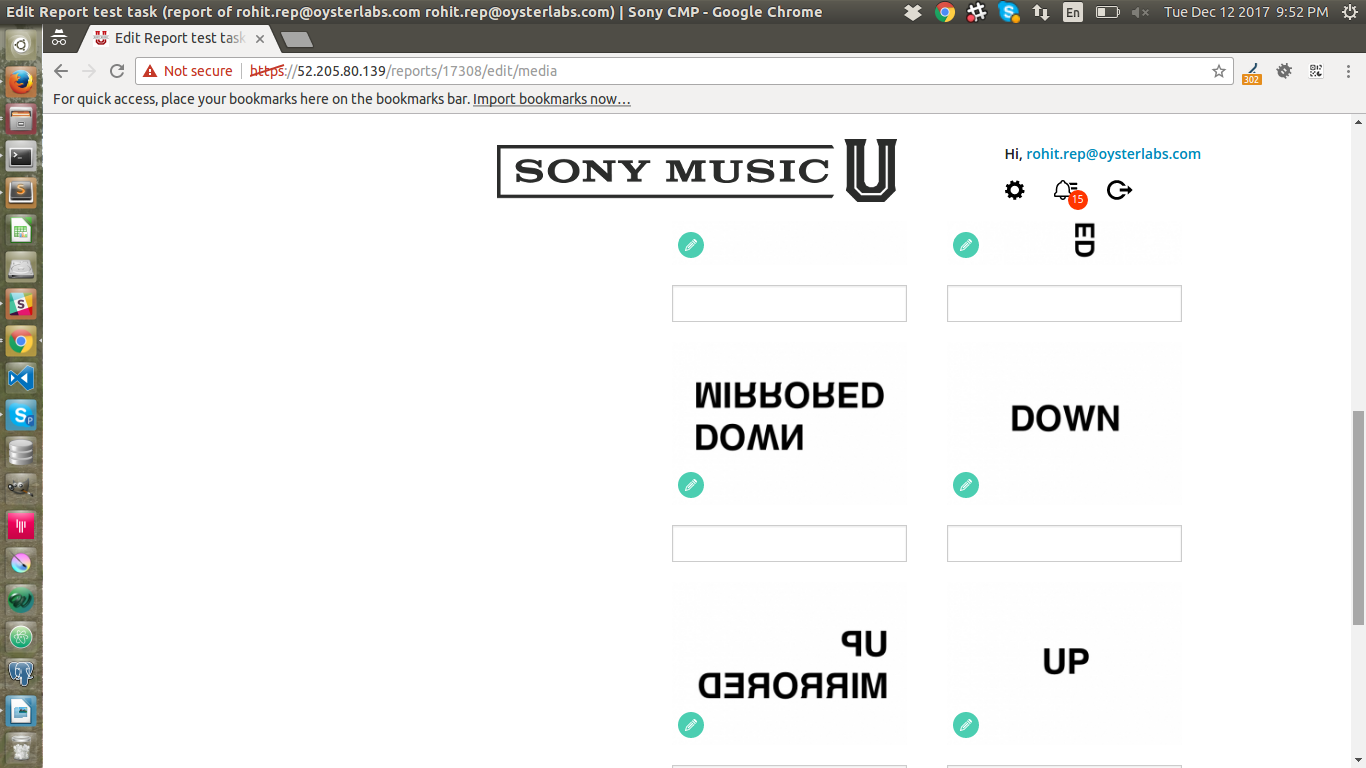 Edit Report test task (report of rohit.rep@oysterlabs.com rohit.rep@oysterlabs.com) | Sony CMP - Google Chrome
En
Tue Dec 12 2017 9:52 PM
Edit Report test task
Not secure
https://52.205.80.139/reports/17308/edit/media
302
For quick access, place your bookmarks here on the bookmarks bar. Import bookmarks now...
SONY MUSIC U
Hi, rohit.rep@oysterlabs.com
15
ED
MIRRORED
DOWN
DOWN
UP
MIRRORED
UP